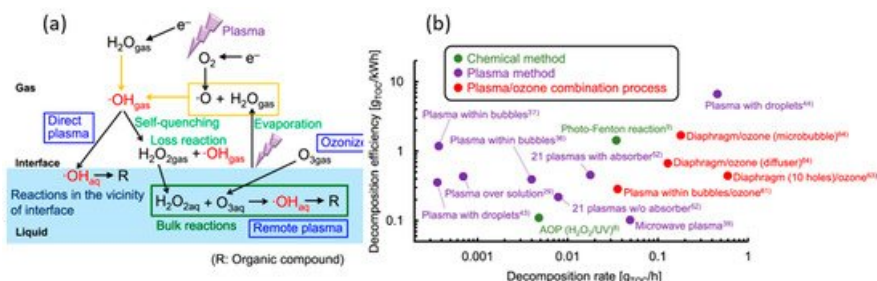 (a)
Plasma
e⁻
H₂Ogas
O₂
e⁻
Gas
·OHgas
·O + H₂Ogas
Direct
plasma
Self-quenching
Loss reaction
Evaporation
Ozonize
H₂O₂gas + ·OHgas
O₃gas
Interface
·OHaq → R
Reactions in the vicinity
of interface
H₂O₂aq + O₃aq → ·OHaq → R
Bulk reactions
Remote plasma
Liquid
(R: Organic compound)
(b)
Chemical method
Plasma method
Plasma/ozone combination
process
Decomposition efficiency [gTOC/kWh]
10
1
0.1
Plasma with droplets⁴⁴⁾
Plasma within bubbles³⁷⁾
Photo-Fenton reaction⁵⁾
Diaphragm/ozone (microbubble)⁶⁴⁾
Plasma within bubbles³⁶⁾
21 plasmas with absorber⁵²⁾
Diaphragm/ozone (diffuser)⁶⁴⁾
Diaphragm (10 holes)/ozone⁶³⁾
Plasma over solution²⁹⁾
Plasma within bubbles/ozone⁶¹⁾
Plasma with droplets⁴³⁾
21 plasmas w/o absorber⁵²⁾
AOP (H₂O₂/UV)⁶⁾
Microwave plasma³⁹⁾
0.001
0.01
0.1
1
Decomposition rate [gTOC/h]